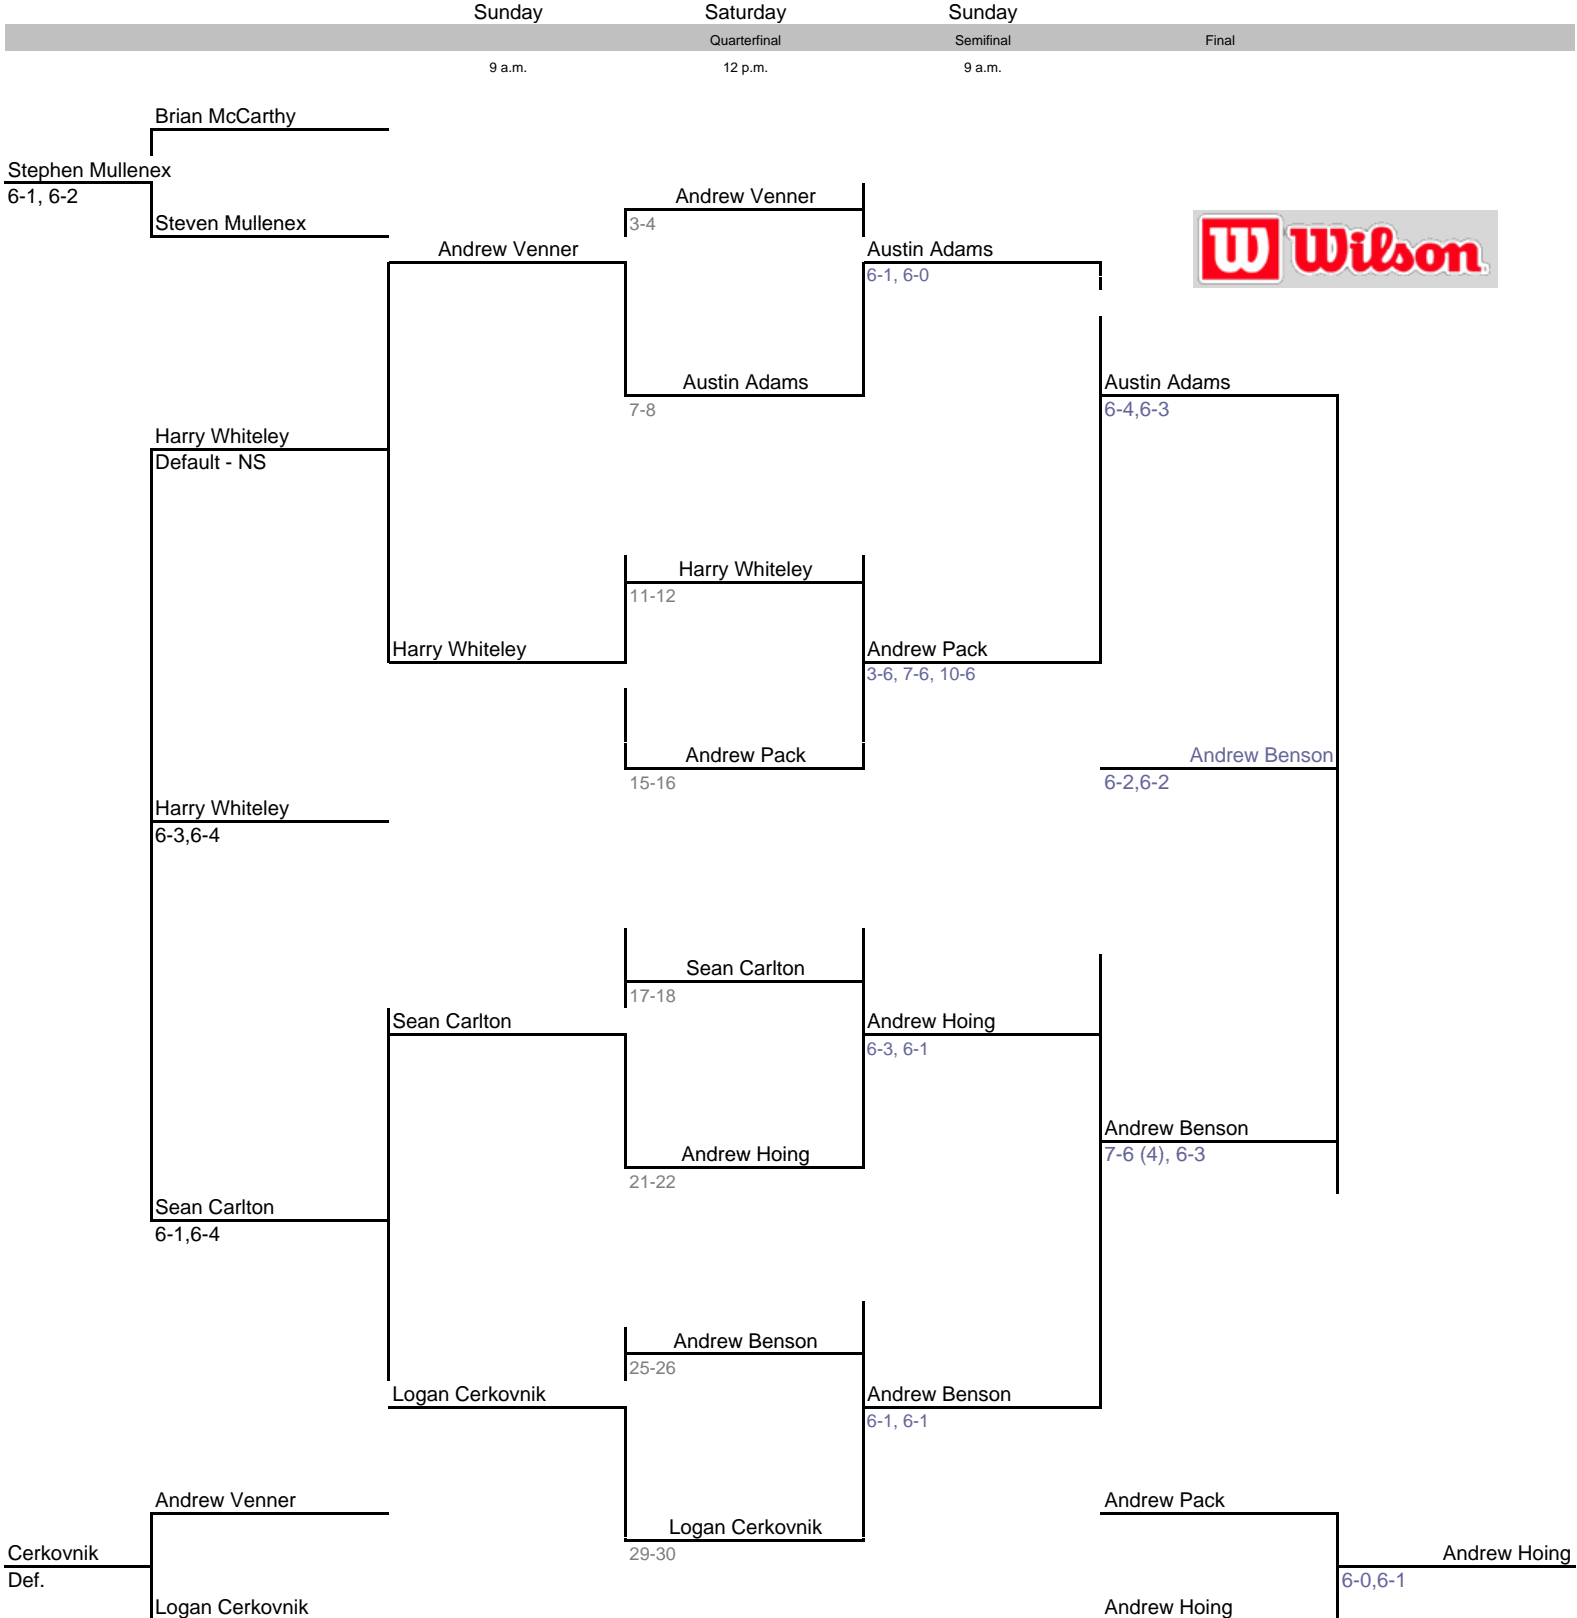 Sunday Saturday Sunday
Quarterfinal Semifinal Final
9 a.m. 12 p.m. 9 a.m.
Brian McCarthy
Stephen Mullenex
6-1, 6-2
Andrew Venner
3-4
Steven Mullenex
Andrew Venner
Austin Adams
6-1, 6-0
W Wilson
Austin Adams
7-8
Austin Adams
6-4,6-3
Harry Whiteley
Default - NS
Harry Whiteley
11-12
Harry Whiteley
Andrew Pack
3-6, 7-6, 10-6
Andrew Pack
15-16
Andrew Benson
6-2,6-2
Harry Whiteley
6-3,6-4
Sean Carlton
17-18
Sean Carlton
Andrew Hoing
6-3, 6-1
Andrew Hoing
21-22
Andrew Benson
7-6 (4), 6-3
Sean Carlton
6-1,6-4
Andrew Benson
25-26
Logan Cerkovnik
Andrew Benson
6-1, 6-1
Andrew Venner
Andrew Pack
Logan Cerkovnik
29-30
Cerkovnik
Def.
Andrew Hoing
6-0,6-1
Logan Cerkovnik
Andrew Hoing